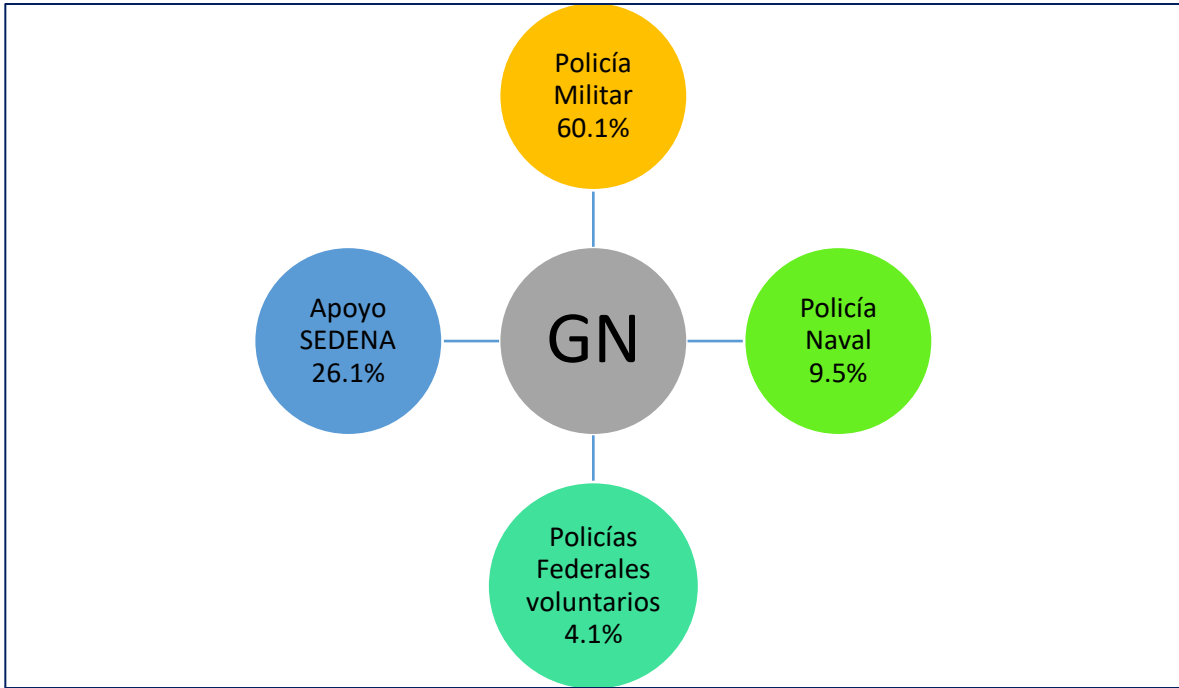 Policía
Militar
60.1%
Apoyo
SEDENA
26.1%
GN
Policía
Naval
9.5%
Policías
Federales
voluntarios
4.1%